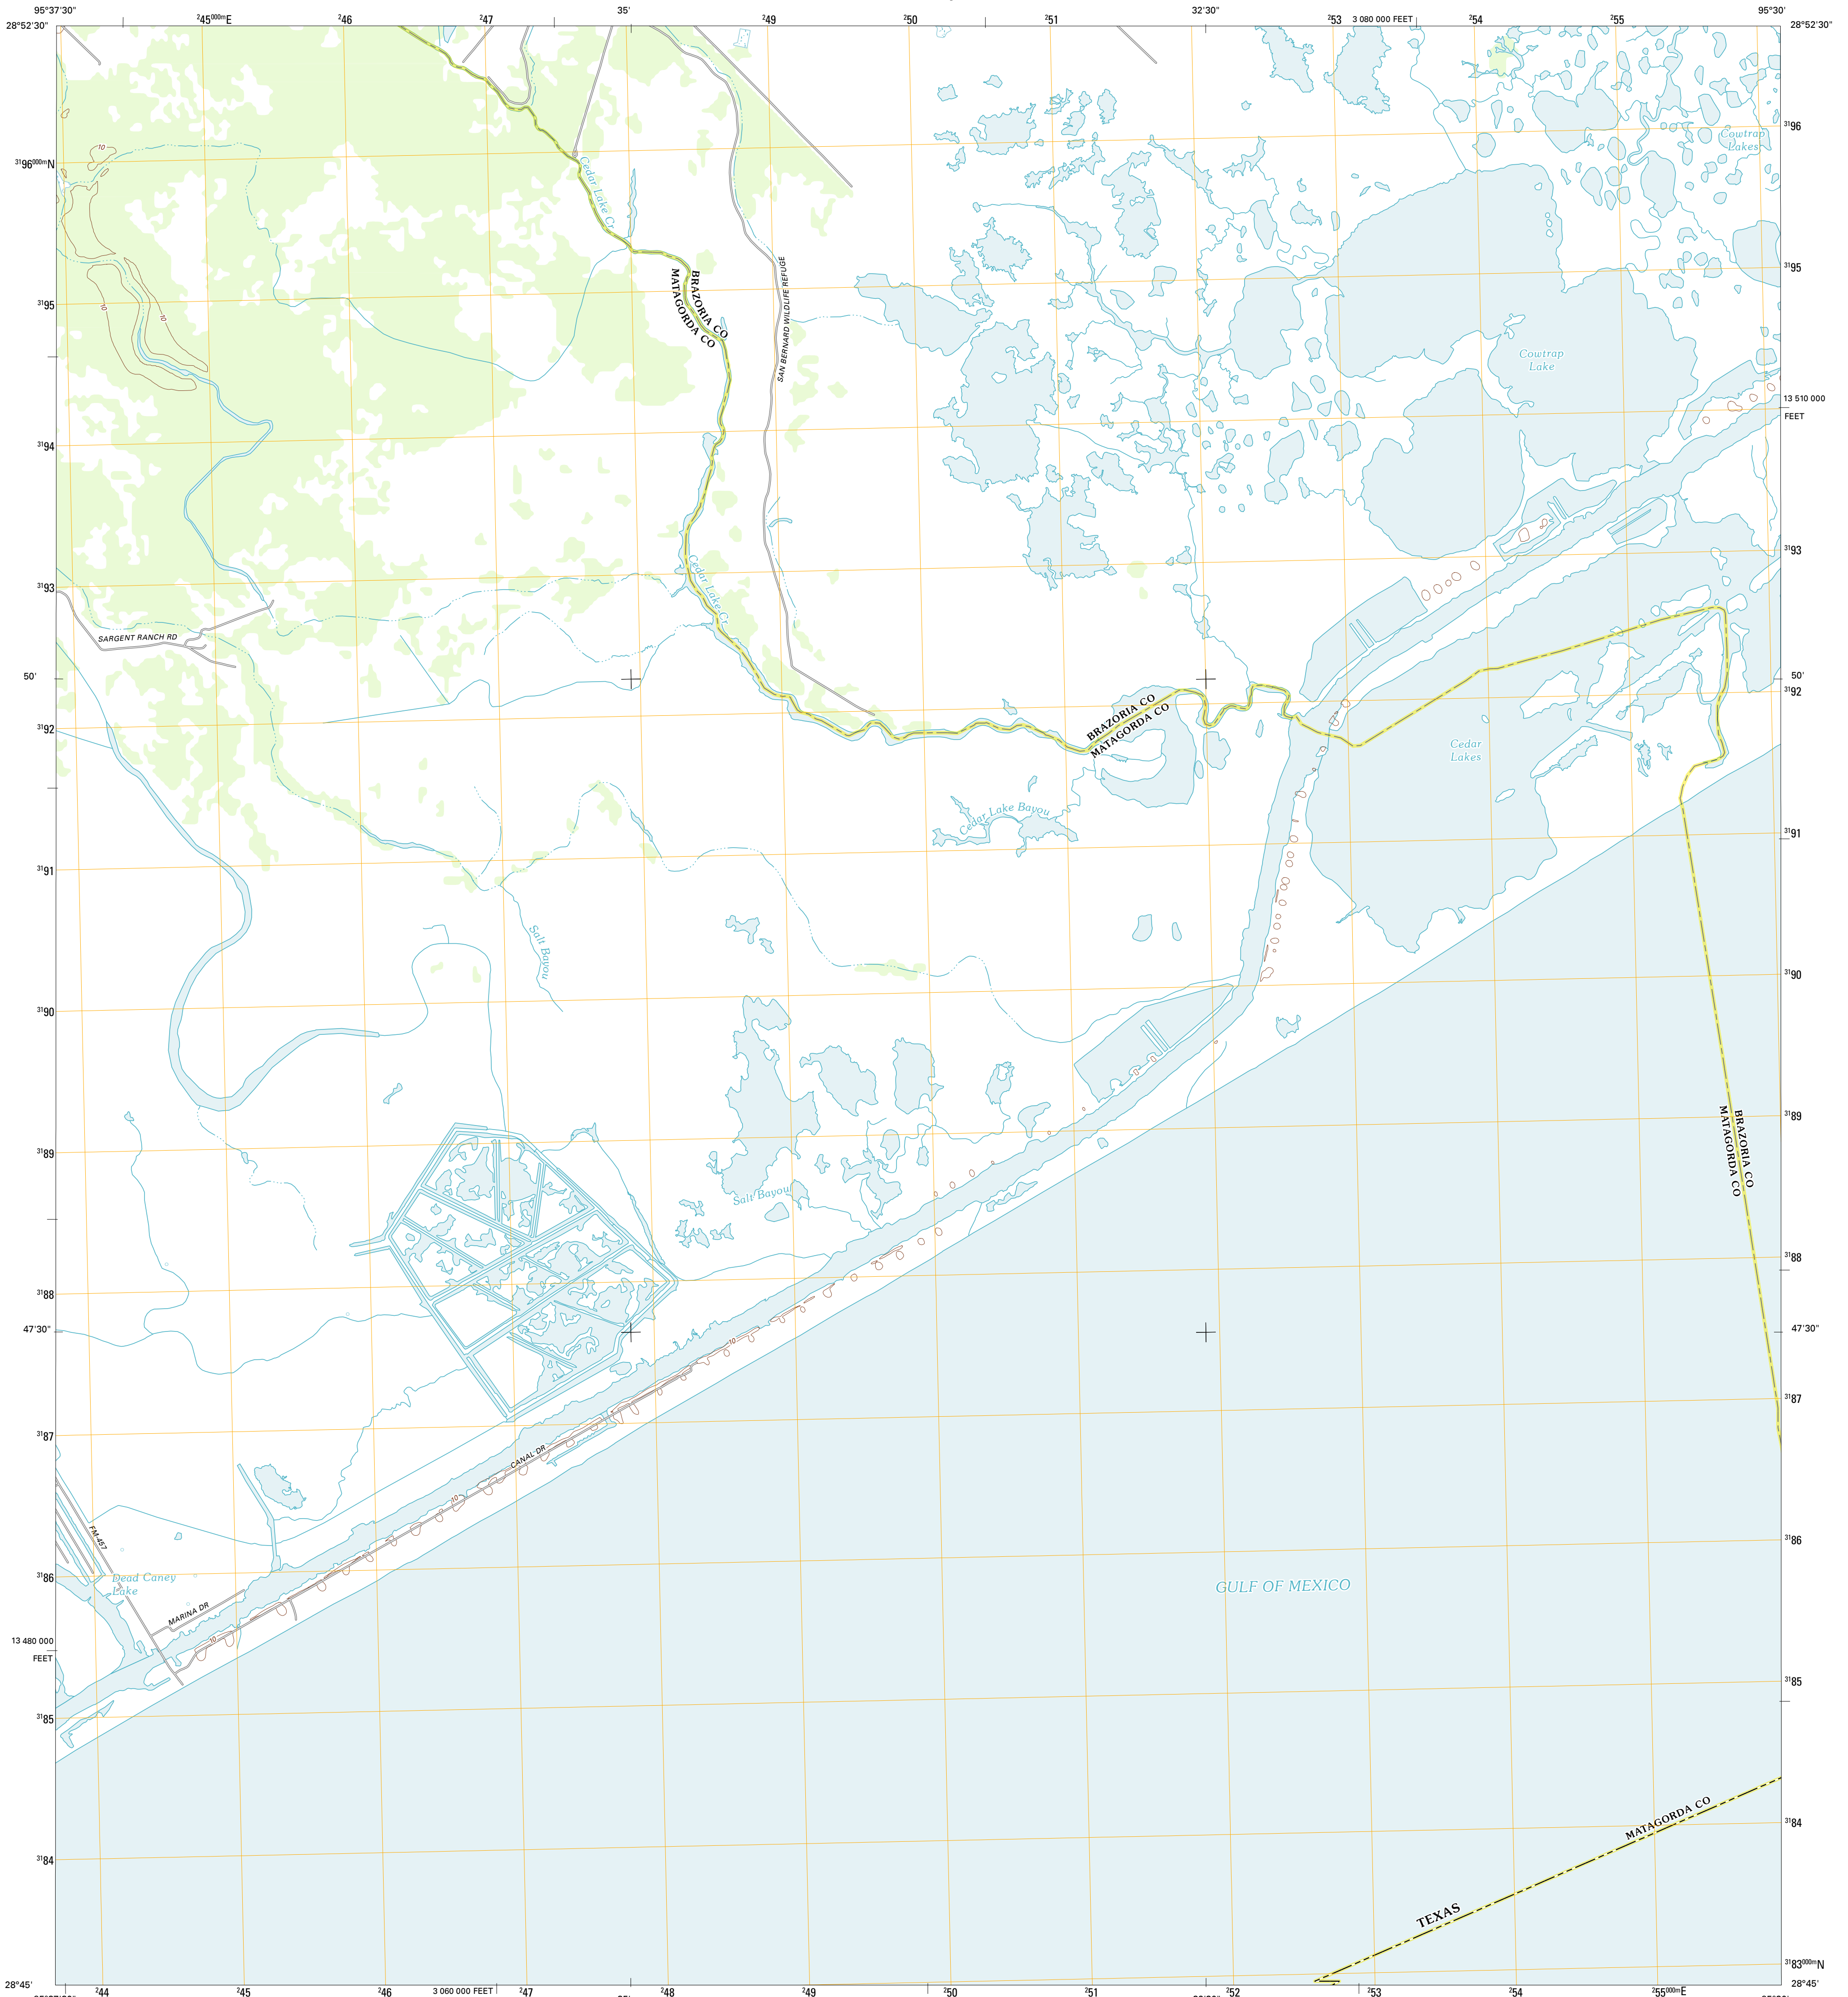 95°37'30"
²45⁰⁰⁰ᵐE
²46
²47
35'
²49
²50
²51
32'30"
²53
3 080 000 FEET
²54
²55
95°30'
28°52'30"
28°52'30"
³¹96
Cowtrap
Lakes
10
³¹96⁰⁰⁰ᵐN
Cedar Lake Cr
SAN BERNARD WILDLIFE REFUGE
BRAZORIA CO
MATAGORDA CO
³¹95
³¹95
10
10
Cowtrap
Lake
13 510 000
FEET
³¹94
³¹93
³¹93
Cedar Lake Cr
SARGENT RANCH RD
50'
50'
³¹92
³¹92
BRAZORIA CO
MATAGORDA CO
Cedar
Lakes
Cedar Lake Bayou
³¹91
³¹91
Salt Bayou
³¹90
³¹90
³¹89
³¹89
BRAZORIA CO
MATAGORDA CO
Salt Bayou
³¹88
³¹88
47'30"
47'30"
10
³¹87
³¹87
CANAL DR
10
FM-457
³¹86
³¹86
Dead Caney
Lake
GULF OF MEXICO
MARINA DR
10
13 480 000
FEET
³¹85
³¹85
³¹84
³¹84
MATAGORDA CO
TEXAS
³¹83⁰⁰⁰ᵐN
28°45'
28°45'
²44
²45
²46
3 060 000 FEET
²47
²48
²49
²50
²51
²52
²53
²54
²55⁰⁰⁰ᵐE